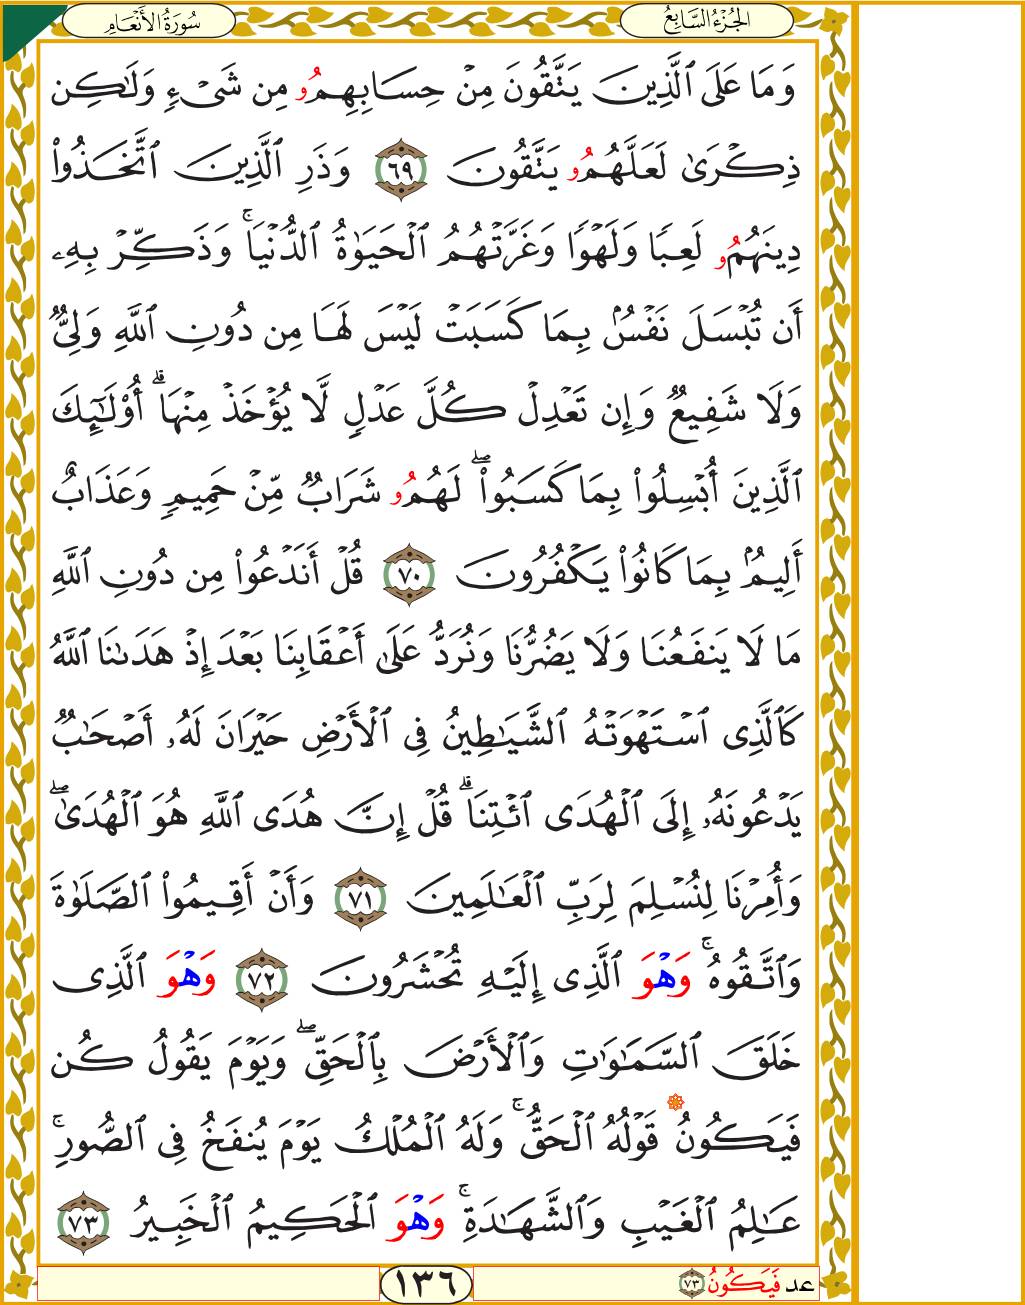 سُورَةُ الأَنْعَامِ
الجُزْءُ السَّابِعُ
وَمَا عَلَى ٱلَّذِينَ يَتَّقُونَ مِنْ حِسَابِهِمُو مِن شَىْءٍ وَلَٰكِن
ذِكْرَىٰ لَعَلَّهُمُو يَتَّقُونَ ٦٩ وَذَرِ ٱلَّذِينَ ٱتَّخَذُوا۟
دِينَهُمُو لَعِبًا وَلَهْوًا وَغَرَّتْهُمُ ٱلْحَيَوٰةُ ٱلدُّنْيَا ۚ وَذَكِّرْ بِهِۦ
أَن تُبْسَلَ نَفْسٌۢ بِمَا كَسَبَتْ لَيْسَ لَهَا مِن دُونِ ٱللَّهِ وَلِىٌّ
وَلَا شَفِيعٌ وَإِن تَعْدِلْ كُلَّ عَدْلٍ لَّا يُؤْخَذْ مِنْهَا ۗ أُو۟لَٰٓئِكَ
ٱلَّذِينَ أُبْسِلُوا۟ بِمَا كَسَبُوا۟ ۖ لَهُمُو شَرَابٌ مِّنْ حَمِيمٍ وَعَذَابٌ
أَلِيمٌۢ بِمَا كَانُوا۟ يَكْفُرُونَ ٧٠ قُلْ أَنَدْعُوا۟ مِن دُونِ ٱللَّهِ
مَا لَا يَنفَعُنَا وَلَا يَضُرُّنَا وَنُرَدُّ عَلَىٰٓ أَعْقَابِنَا بَعْدَ إِذْ هَدَىٰنَا ٱللَّهُ
كَٱلَّذِى ٱسْتَهْوَتْهُ ٱلشَّيَٰطِينُ فِى ٱلْأَرْضِ حَيْرَانَ لَهُۥ أَصْحَٰبٌ
يَدْعُونَهُۥ إِلَى ٱلْهُدَى ٱئْتِنَا ۗ قُلْ إِنَّ هُدَى ٱللَّهِ هُوَ ٱلْهُدَىٰ ۖ
وَأُمِرْنَا لِنُسْلِمَ لِرَبِّ ٱلْعَٰلَمِينَ ٧١ وَأَنْ أَقِيمُوا۟ ٱلصَّلَوٰةَ
وَٱتَّقُوهُ ۚ وَهْوَ ٱلَّذِى إِلَيْهِ تُحْشَرُونَ ٧٢ وَهْوَ ٱلَّذِى
خَلَقَ ٱلسَّمَٰوَٰتِ وَٱلْأَرْضَ بِٱلْحَقِّ ۖ وَيَوْمَ يَقُولُ كُن
فَيَكُونُ قَوْلُهُ ٱلْحَقُّ ۚ وَلَهُ ٱلْمُلْكُ يَوْمَ يُنفَخُ فِى ٱلصُّورِ ۚ
عَٰلِمُ ٱلْغَيْبِ وَٱلشَّهَٰدَةِ ۚ وَهْوَ ٱلْحَكِيمُ ٱلْخَبِيرُ ٧٣
١٣٦
عد فَيَكُونُ ٧٣